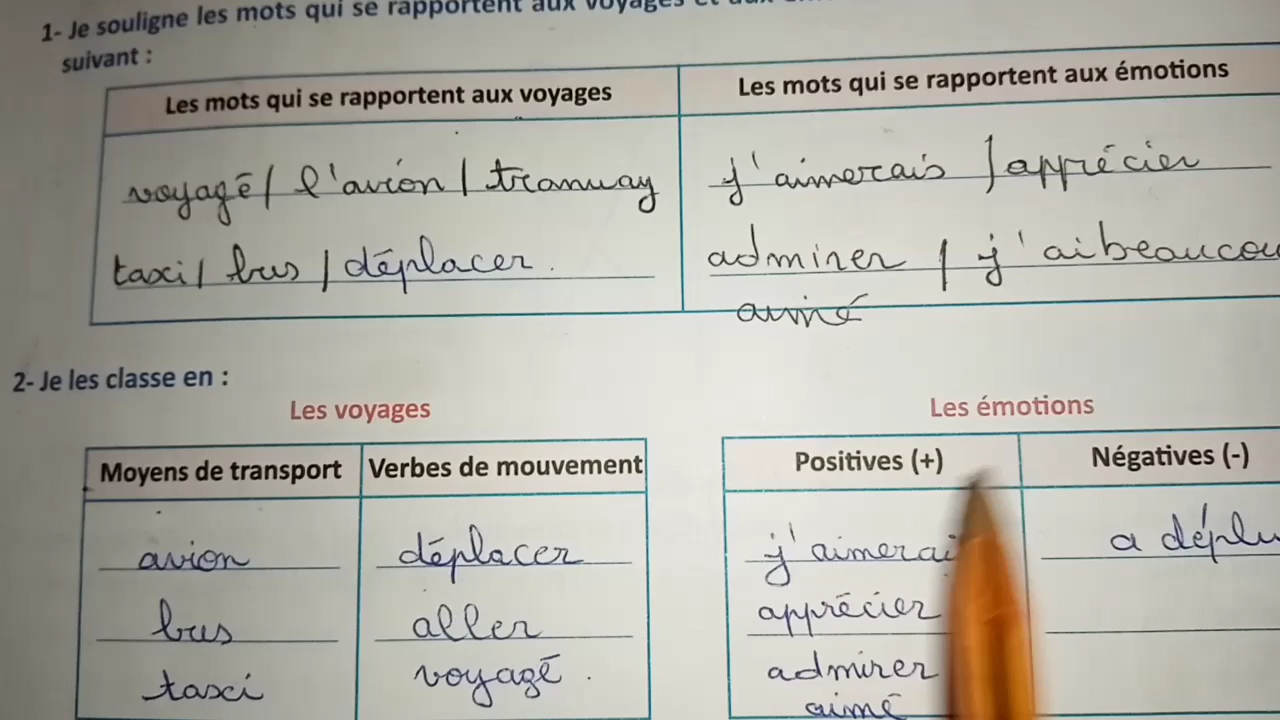 1- Je souligne les mots qui se rapportent aux voyages et aux
suivant :
Les mots qui se rapportent aux voyages Les mots qui se rapportent aux émotions
voyagé / l'avion / tramway j'aimerais / apprécier
taxi / bus / déplacer. admirer / j'ai beaucou
aimé
2- Je les classe en :
Les voyages Les émotions
Moyens de transport Verbes de mouvement Positives (+) Négatives (-)
avion déplacer j'aimerai a déplu
bus aller apprécier
taxi voyagé. admirer
aimé